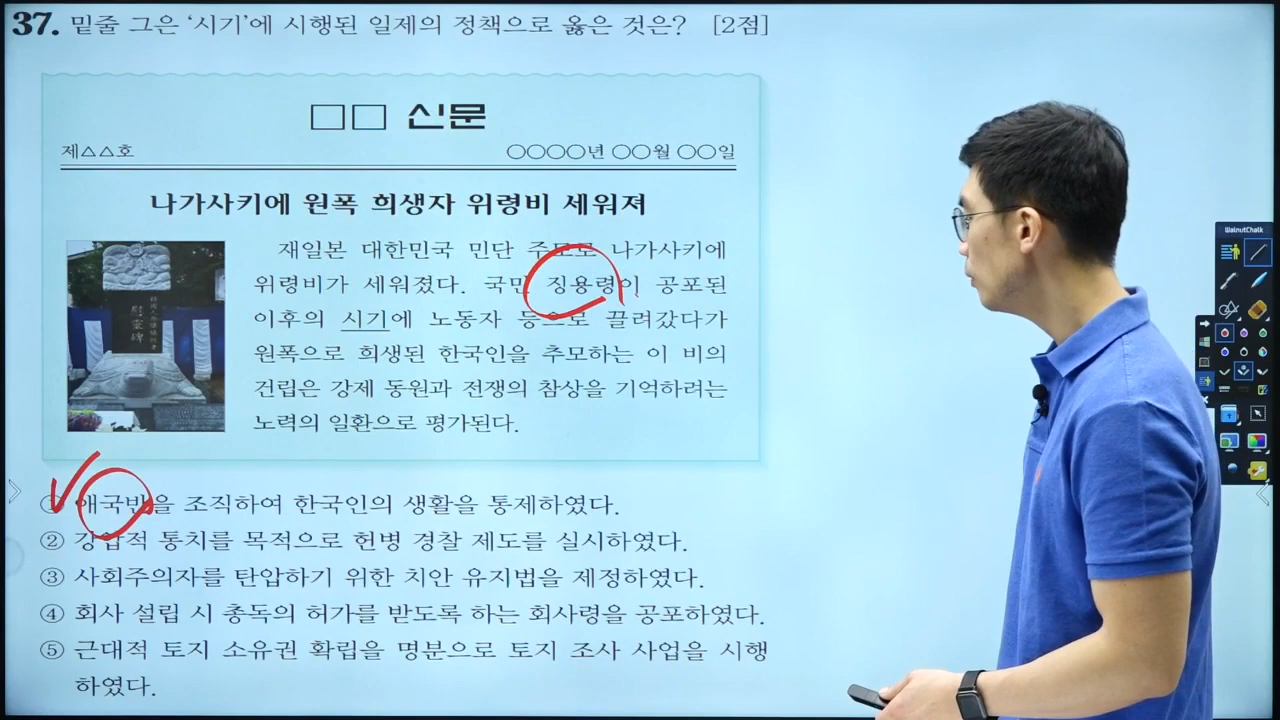 37. 밑줄 그은 ‘시기’에 시행된 일제의 정책으로 옳은 것은? [2점]
□□ 신문
제△△호
○○○○년 ○○월 ○○일
나가사키에 원폭 희생자 위령비 세워져
재일본 대한민국 민단 주도로 나가사키에
위령비가 세워졌다. 국민 징용령이 공포된
이후의 시기에 노동자 등으로 끌려갔다가
원폭으로 희생된 한국인을 추모하는 이 비의
건립은 강제 동원과 전쟁의 참상을 기억하려는
노력의 일환으로 평가된다.
① 애국반을 조직하여 한국인의 생활을 통제하였다.
② 강압적 통치를 목적으로 헌병 경찰 제도를 실시하였다.
③ 사회주의자를 탄압하기 위한 치안 유지법을 제정하였다.
④ 회사 설립 시 총독의 허가를 받도록 하는 회사령을 공포하였다.
⑤ 근대적 토지 소유권 확립을 명분으로 토지 조사 사업을 시행
하였다.
WalnutChalk